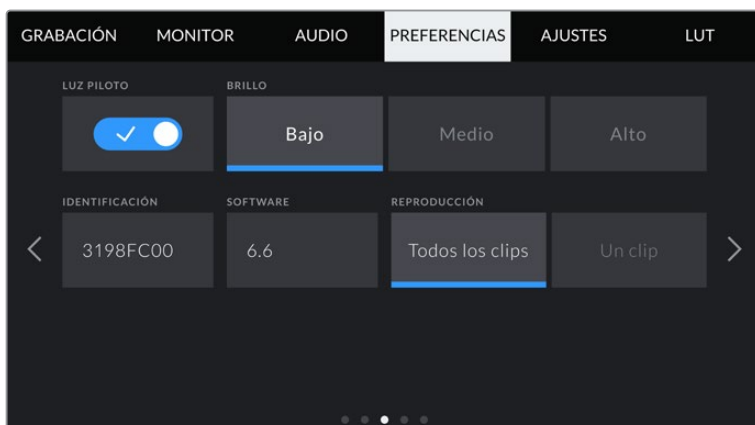 GRABACIÓN MONITOR AUDIO PREFERENCIAS AJUSTES LUT
LUZ PILOTO BRILLO
Bajo Medio Alto
IDENTIFICACIÓN SOFTWARE REPRODUCCIÓN
3198FC00 6.6 Todos los clips Un clip